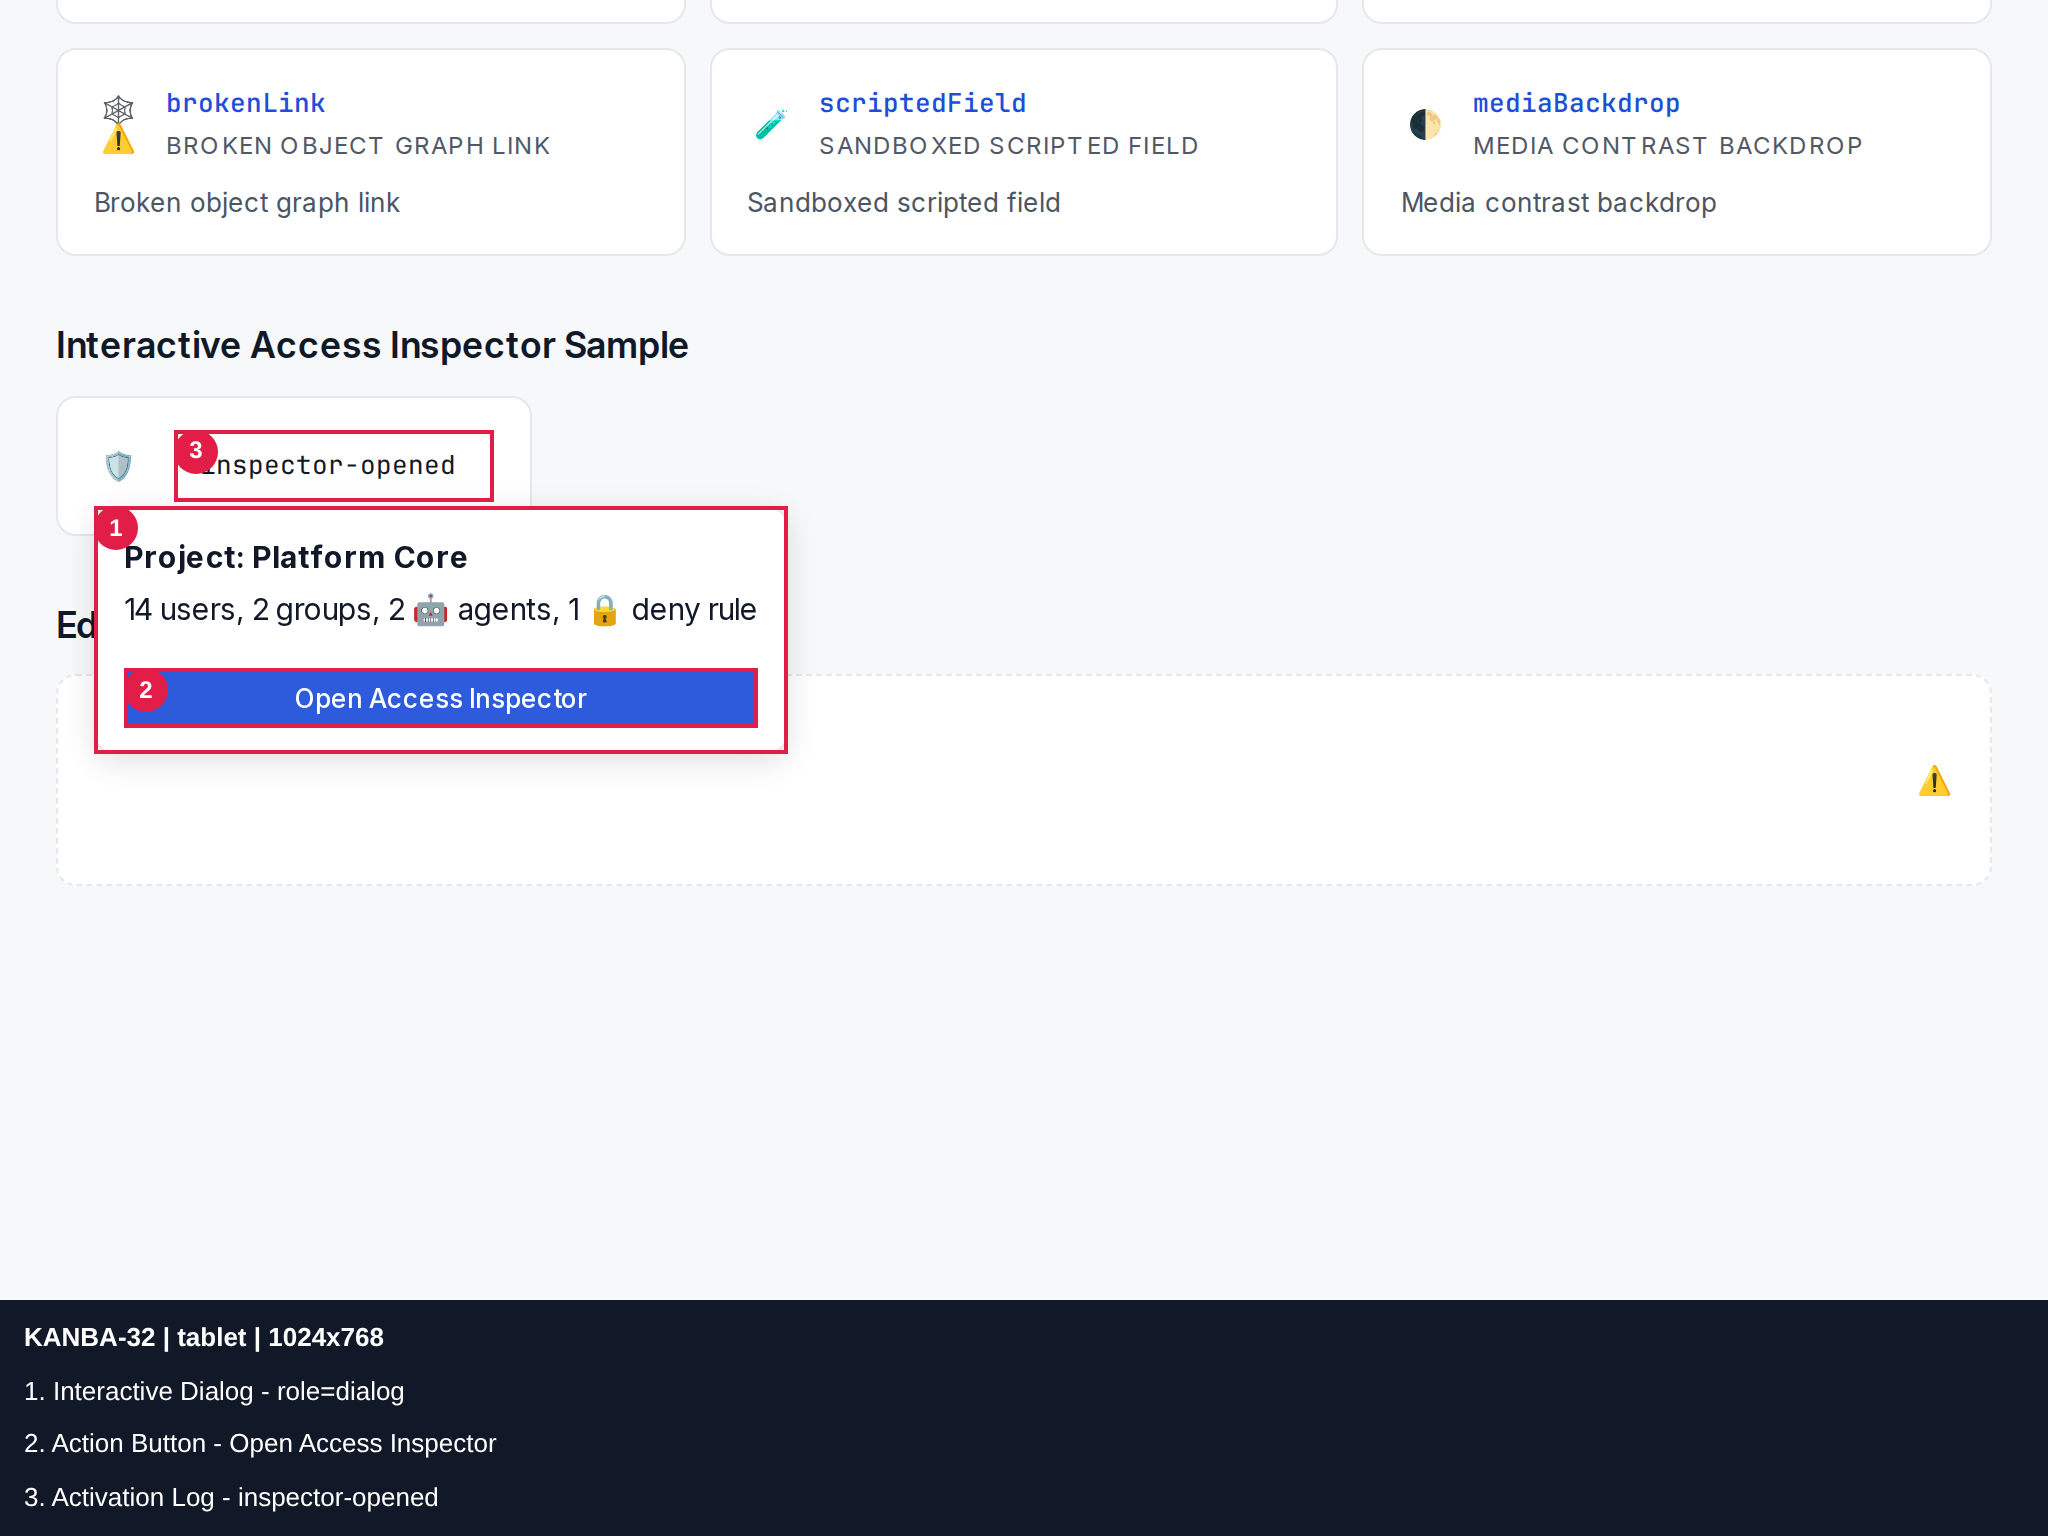 brokenLink
BROKEN OBJECT GRAPH LINK
Broken object graph link
scriptedField
SANDBOXED SCRIPTED FIELD
Sandboxed scripted field
mediaBackdrop
MEDIA CONTRAST BACKDROP
Media contrast backdrop
Interactive Access Inspector Sample
3
inspector-opened
1
Project: Platform Core
14 users, 2 groups, 2 🤖 agents, 1 🔒 deny rule
2
Open Access Inspector
KANBA-32 | tablet | 1024x768
1. Interactive Dialog - role=dialog
2. Action Button - Open Access Inspector
3. Activation Log - inspector-opened